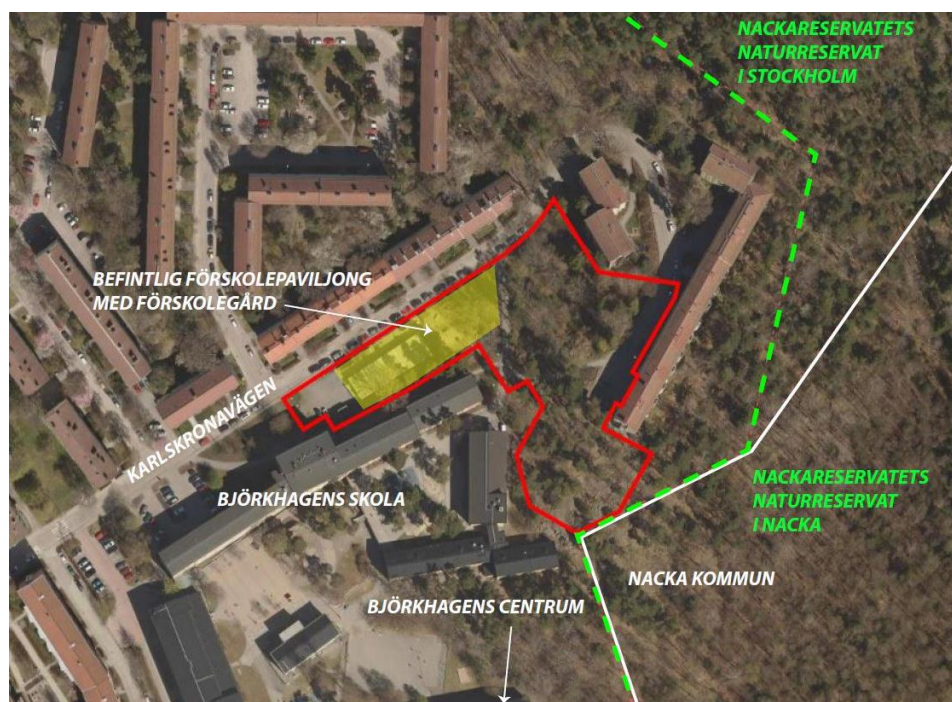 NACKARESERVATETS
NATURRESERVAT
I STOCKHOLM
BEFINTLIG FÖRSKOLEPAVILJONG
MED FÖRSKOLEGÅRD
KARLSKRONAVÄGEN
BJÖRKHAGENS SKOLA
NACKARESERVATETS
NATURRESERVAT
I NACKA
NACKA KOMMUN
BJÖRKHAGENS CENTRUM